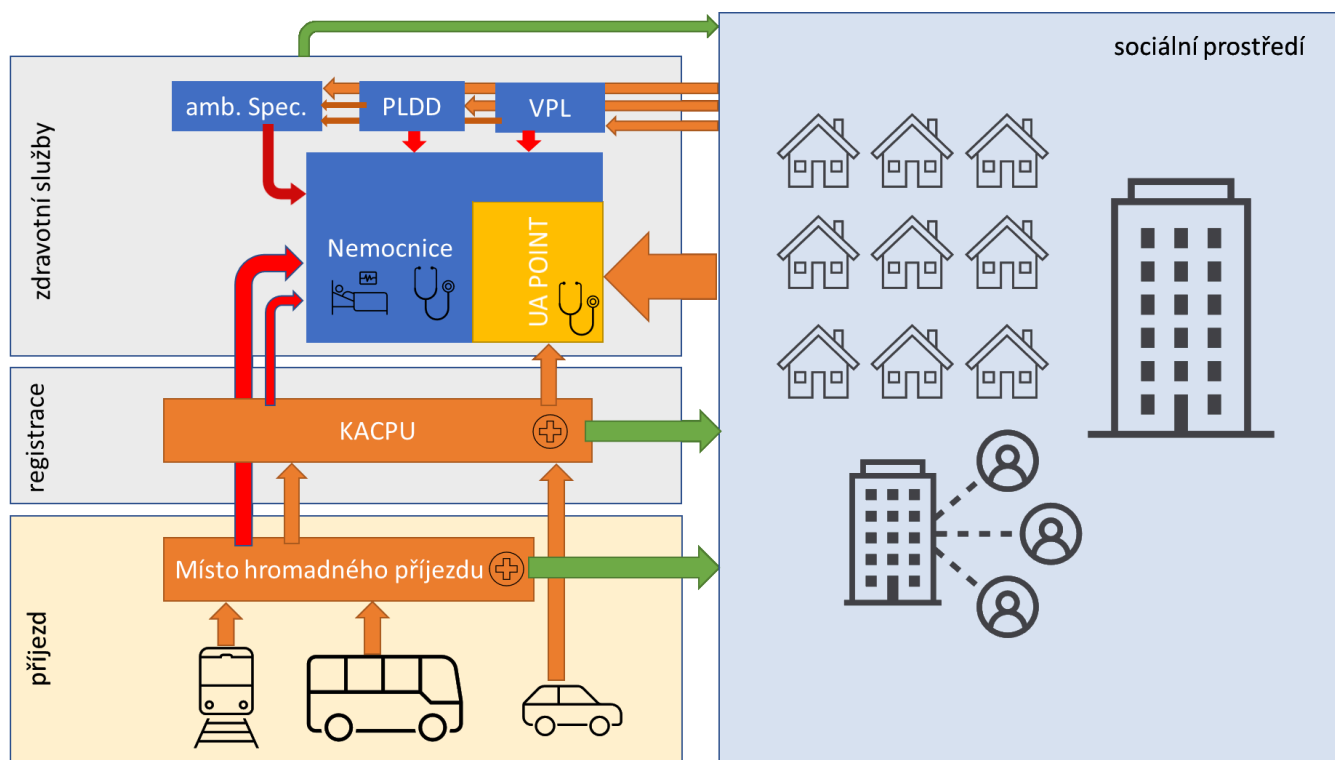 sociální prostředí
zdravotní služby
amb. Spec.
PLDD
VPL
Nemocnice
UA POINT
registrace
KACPU
příjezd
Místo hromadného příjezdu